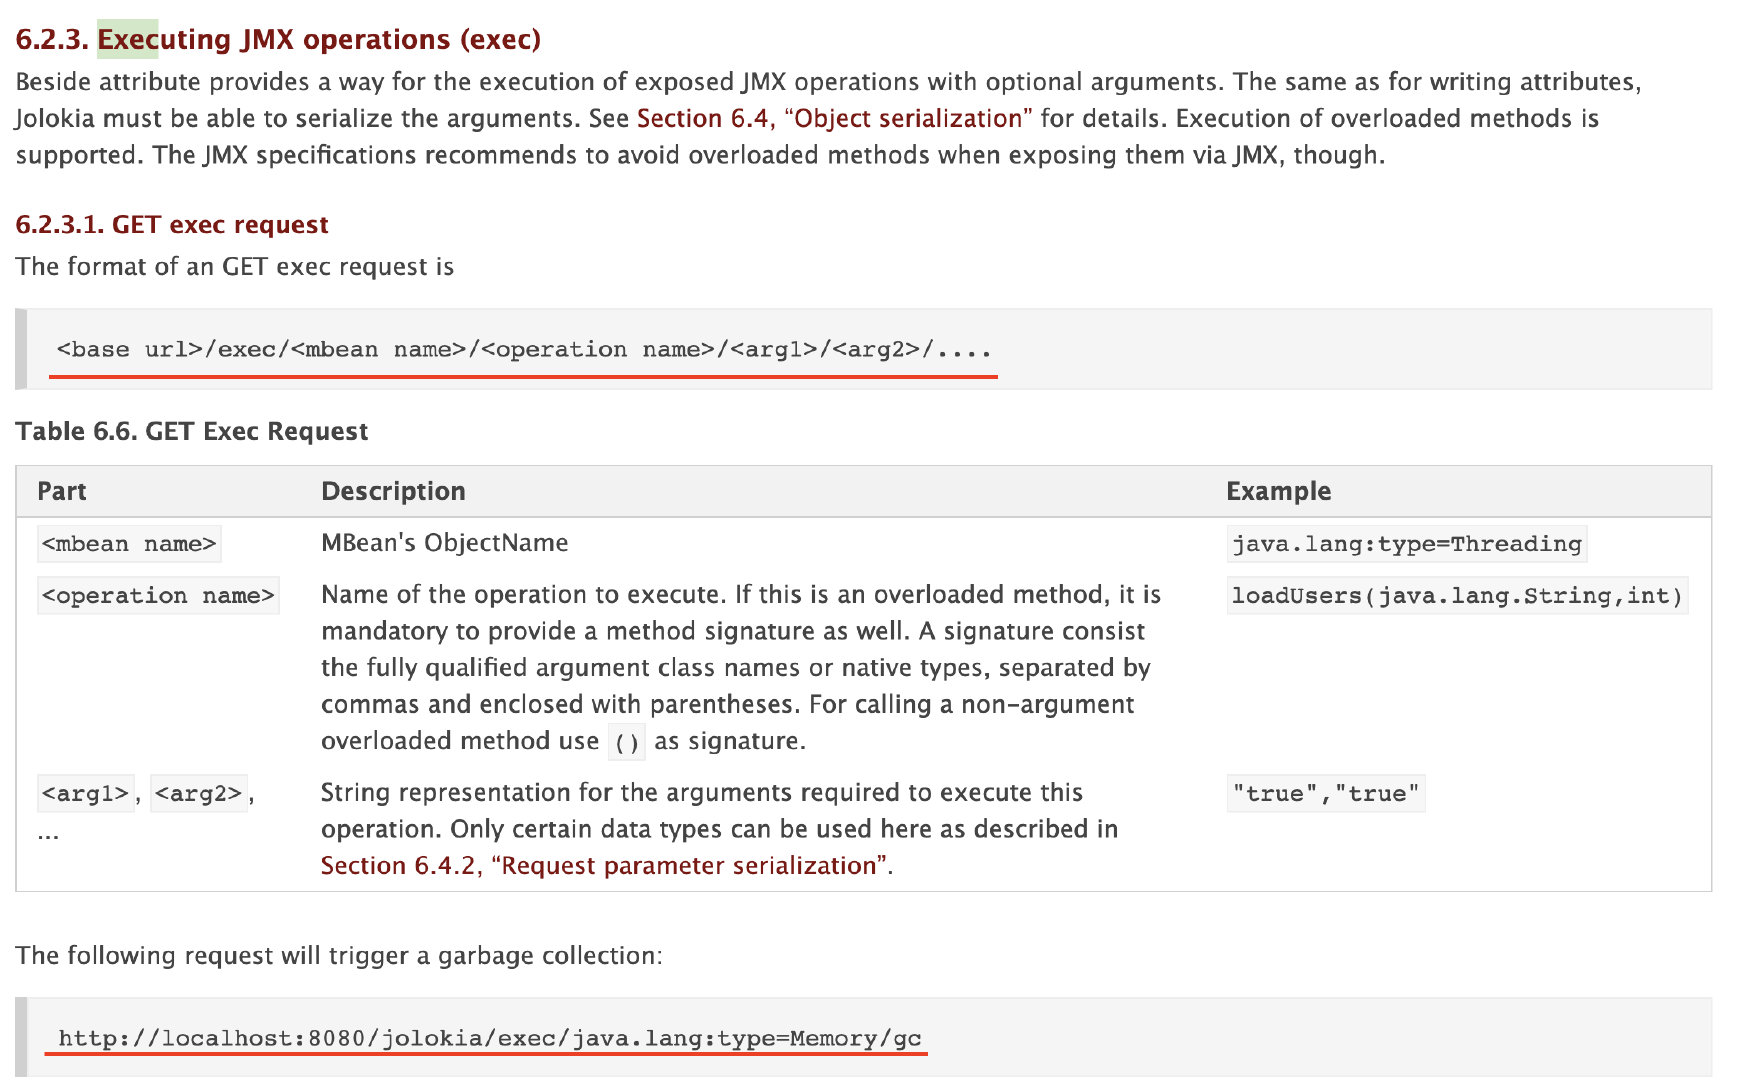 6.2.3. Executing JMX operations (exec)
Beside attribute provides a way for the execution of exposed JMX operations with optional arguments. The same as for writing attributes,
Jolokia must be able to serialize the arguments. See Section 6.4, “Object serialization” for details. Execution of overloaded methods is
supported. The JMX specifications recommends to avoid overloaded methods when exposing them via JMX, though.
6.2.3.1. GET exec request
The format of an GET exec request is
<base url>/exec/<mbean name>/<operation name>/<arg1>/<arg2>/....
Table 6.6. GET Exec Request
Part Description Example
<mbean name> MBean's ObjectName java.lang:type=Threading
<operation name> Name of the operation to execute. If this is an overloaded method, it is loadUsers(java.lang.String,int)
mandatory to provide a method signature as well. A signature consist
the fully qualified argument class names or native types, separated by
commas and enclosed with parentheses. For calling a non-argument
overloaded method use () as signature.
<arg1>, <arg2>, String representation for the arguments required to execute this "true","true"
... operation. Only certain data types can be used here as described in
Section 6.4.2, “Request parameter serialization”.
The following request will trigger a garbage collection:
http://localhost:8080/jolokia/exec/java.lang:type=Memory/gc